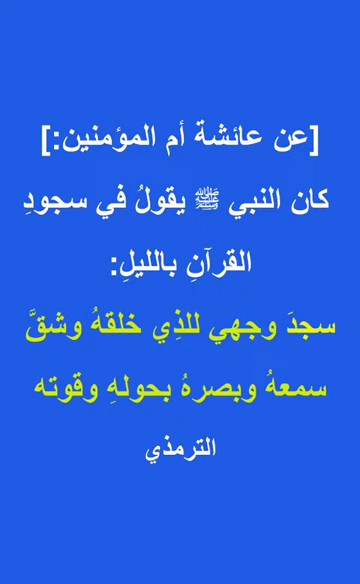 [عن عائشة أم المؤمنين:]
كان النبي ﷺ يقولُ في سجودِ
القرآنِ بالليلِ:
سجدَ وجهي للذِي خلقهُ وشقَّ
سمعهُ وبصرهُ بحولهِ وقوته
الترمذي